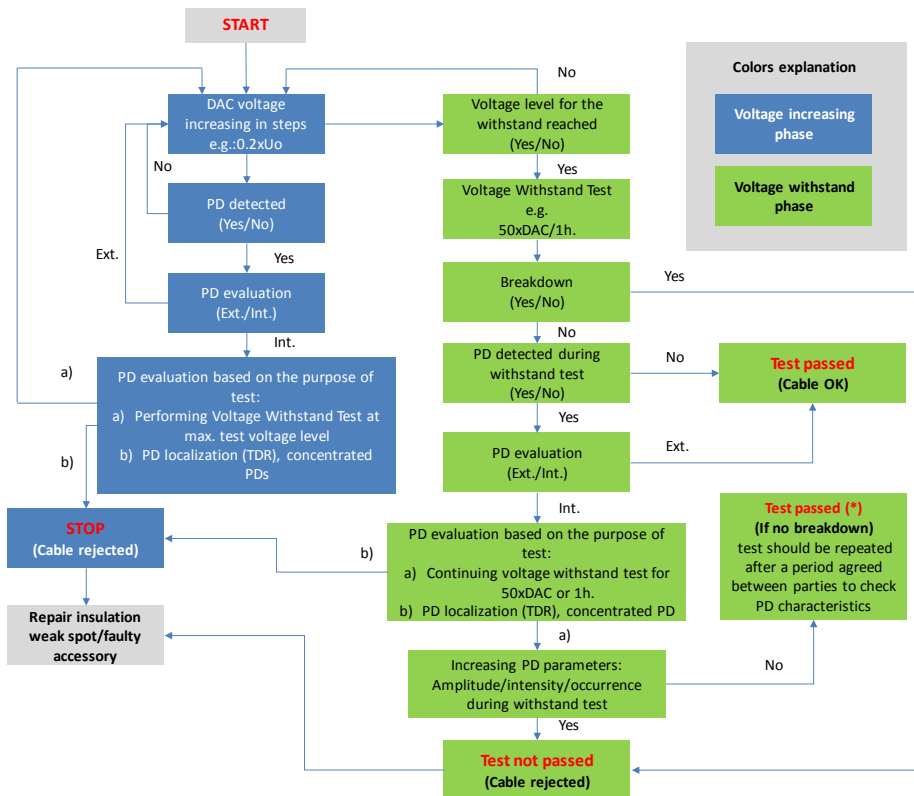 START
No
Colors explanation
DAC voltage
increasing in steps
e.g.:0.2xUo
Voltage level for the
withstand reached
(Yes/No)
Voltage increasing
phase
No
Yes
Voltage withstand
phase
PD detected
(Yes/No)
Voltage Withstand Test
e.g.
50xDAC/1h.
Ext.
Yes
PD evaluation
(Ext./Int.)
Breakdown
(Yes/No)
Yes
Int.
No
a)
PD evaluation based on the purpose of
test:
a) Performing Voltage Withstand Test at
max. test voltage level
b) PD localization (TDR), concentrated
PDs
PD detected during
withstand test
(Yes/No)
No
Test passed
(Cable OK)
Yes
b)
PD evaluation
(Ext./Int.)
Ext.
Int.
STOP
(Cable rejected)
b)
PD evaluation based on the purpose of
test:
a) Continuing voltage withstand test for
50xDAC or 1h.
b) PD localization (TDR), concentrated PD
Test passed (*)
(If no breakdown)
test should be repeated
after a period agreed
between parties to check
PD characteristics
Repair insulation
weak spot/faulty
accessory
a)
Increasing PD parameters:
Amplitude/intensity/occurrence
during withstand test
No
Yes
Test not passed
(Cable rejected)